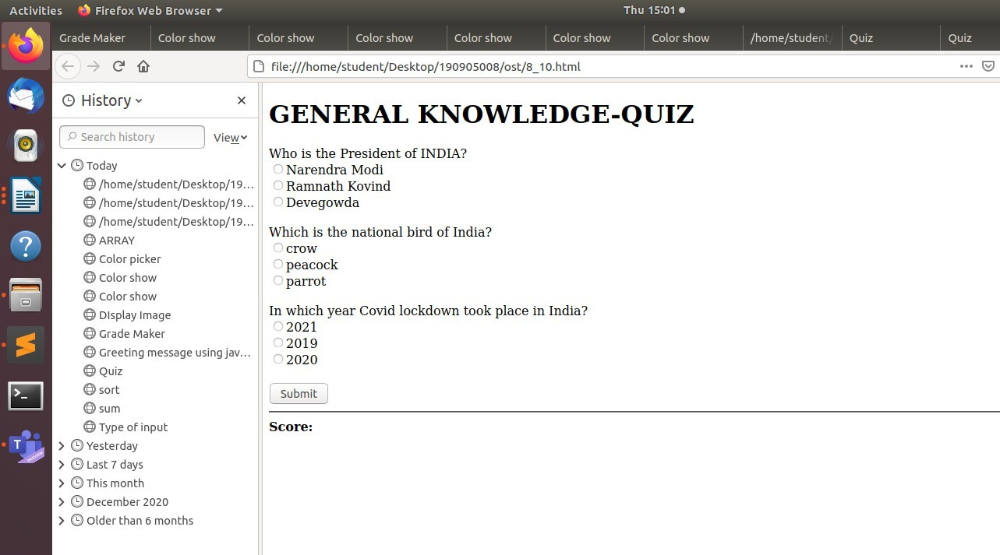 Activities Firefox Web Browser Thu 15:01
Grade Maker Color show Color show Color show Color show Color show Color show /home/student/ Quiz Quiz
file:///home/student/Desktop/190905008/ost/8_10.html
History
Search history View
Today
/home/student/Desktop/19...
/home/student/Desktop/19...
/home/student/Desktop/19...
ARRAY
Color picker
Color show
Color show
DIsplay Image
Grade Maker
Greeting message using jav...
Quiz
sort
sum
Type of input
Yesterday
Last 7 days
This month
December 2020
Older than 6 months
GENERAL KNOWLEDGE-QUIZ
Who is the President of INDIA?
Narendra Modi
Ramnath Kovind
Devegowda
Which is the national bird of India?
crow
peacock
parrot
In which year Covid lockdown took place in India?
2021
2019
2020
Submit
Score:
T
PREVIEW